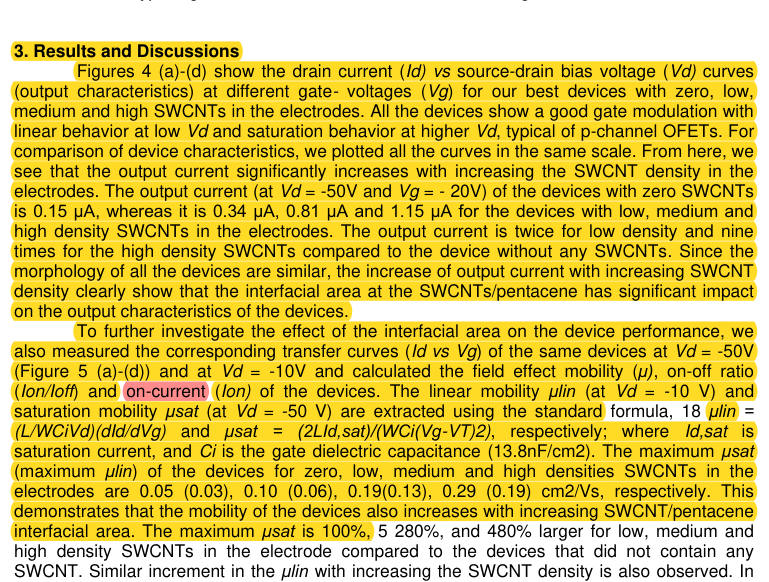 3. Results and Discussions
Figures 4 (a)-(d) show the drain current (Id) vs source-drain bias voltage (Vd) curves
(output characteristics) at different gate- voltages (Vg) for our best devices with zero, low,
medium and high SWCNTs in the electrodes. All the devices show a good gate modulation with
linear behavior at low Vd and saturation behavior at higher Vd, typical of p-channel OFETs. For
comparison of device characteristics, we plotted all the curves in the same scale. From here, we
see that the output current significantly increases with increasing the SWCNT density in the
electrodes. The output current (at Vd = -50V and Vg = - 20V) of the devices with zero SWCNTs
is 0.15 µA, whereas it is 0.34 µA, 0.81 µA and 1.15 µA for the devices with low, medium and
high density SWCNTs in the electrodes. The output current is twice for low density and nine
times for the high density SWCNTs compared to the device without any SWCNTs. Since the
morphology of all the devices are similar, the increase of output current with increasing SWCNT
density clearly show that the interfacial area at the SWCNTs/pentacene has significant impact
on the output characteristics of the devices.
To further investigate the effect of the interfacial area on the device performance, we
also measured the corresponding transfer curves (Id vs Vg) of the same devices at Vd = -50V
(Figure 5 (a)-(d)) and at Vd = -10V and calculated the field effect mobility (µ), on-off ratio
(Ion/Ioff) and on-current (Ion) of the devices. The linear mobility µlin (at Vd = -10 V) and
saturation mobility µsat (at Vd = -50 V) are extracted using the standard formula, 18 µlin =
(L/WCiVd)(dId/dVg) and µsat = (2LId,sat)/(WCi(Vg-VT)2), respectively; where Id,sat is
saturation current, and Ci is the gate dielectric capacitance (13.8nF/cm2). The maximum µsat
(maximum µlin) of the devices for zero, low, medium and high densities SWCNTs in the
electrodes are 0.05 (0.03), 0.10 (0.06), 0.19(0.13), 0.29 (0.19) cm2/Vs, respectively. This
demonstrates that the mobility of the devices also increases with increasing SWCNT/pentacene
interfacial area. The maximum µsat is 100%, 5 280%, and 480% larger for low, medium and
high density SWCNTs in the electrode compared to the devices that did not contain any
SWCNT. Similar increment in the µlin with increasing the SWCNT density is also observed. In